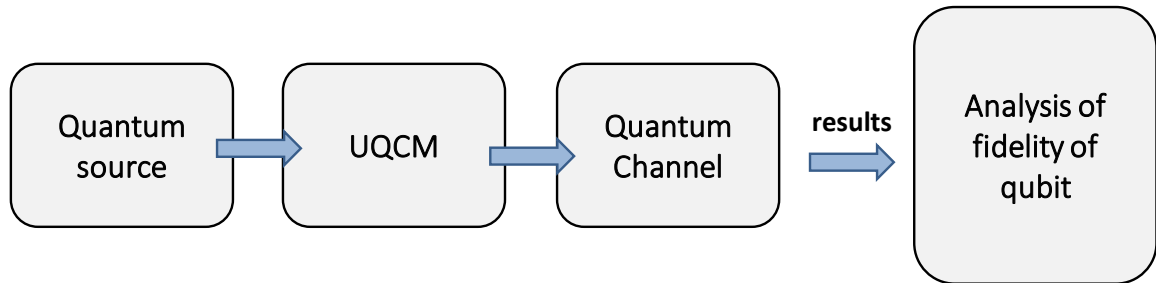 Quantum
source
UQCM
Quantum
Channel
results
Analysis of
fidelity of
qubit